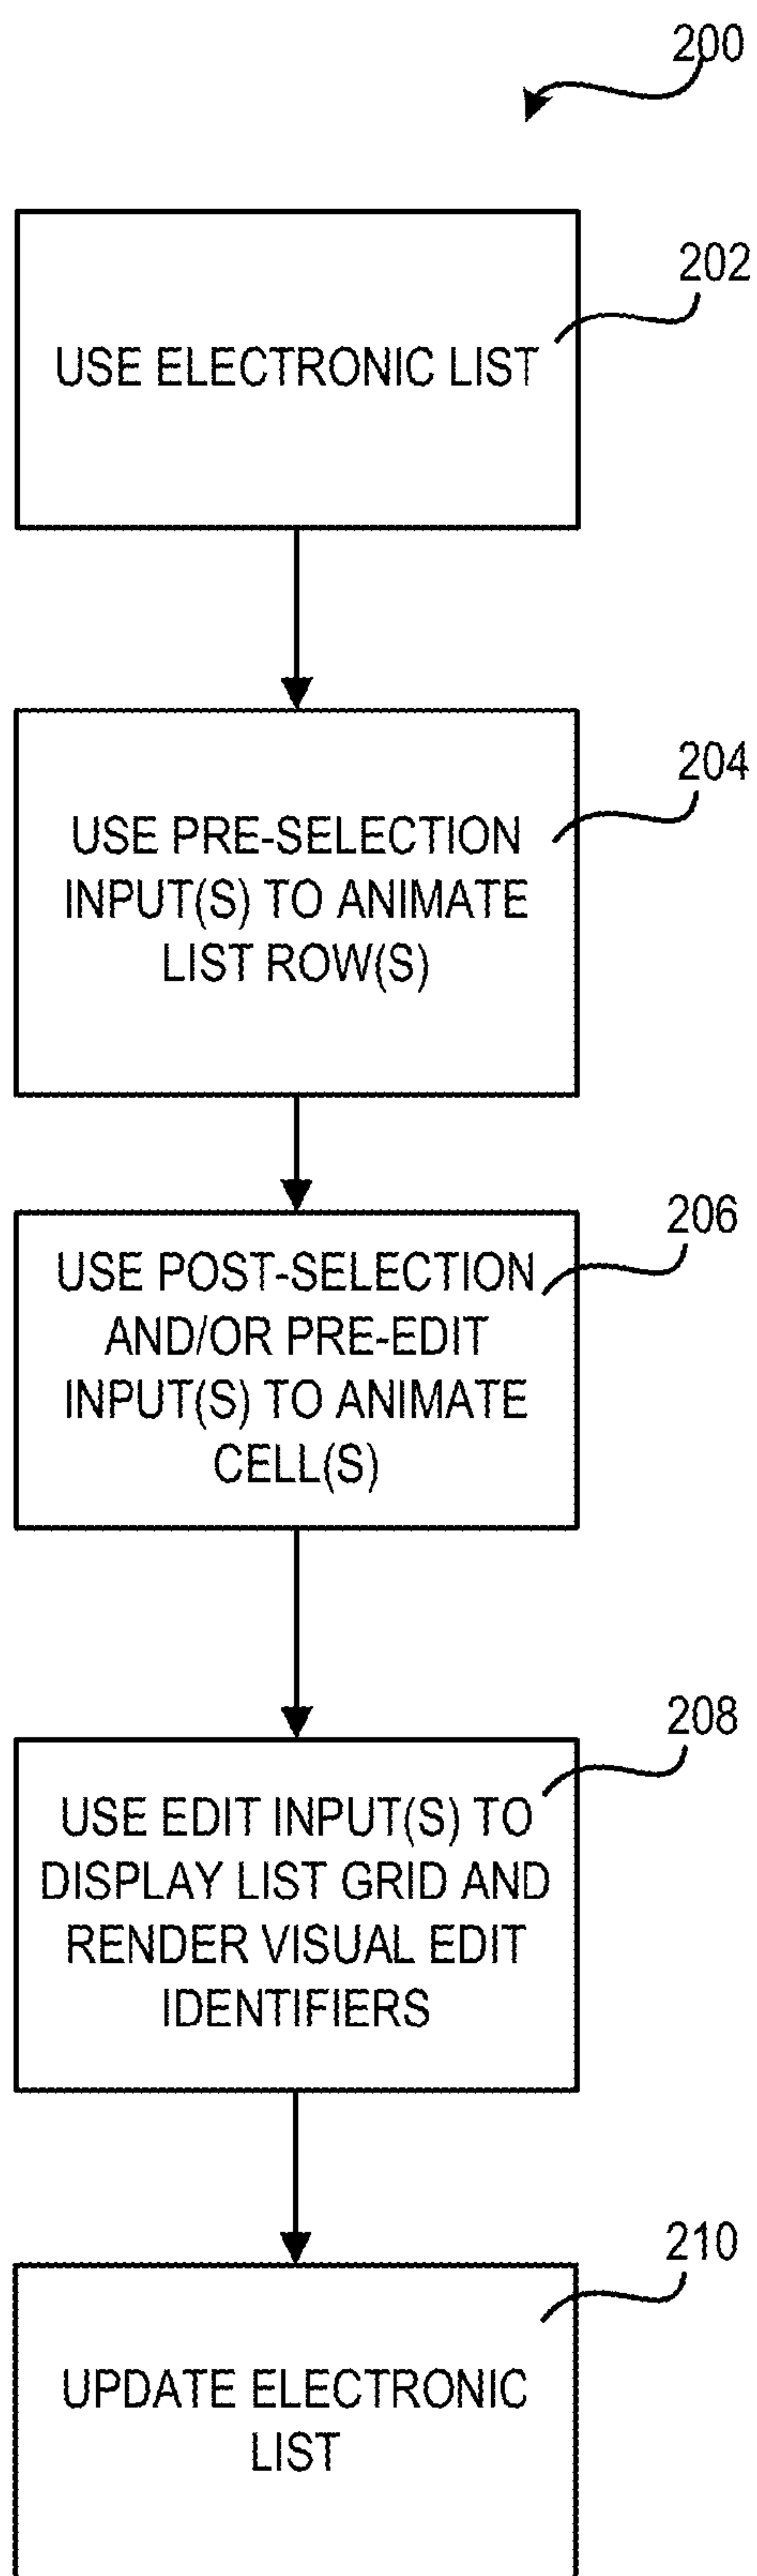 200
202
USE ELECTRONIC LIST
204
USE PRE-SELECTION
INPUT(S) TO ANIMATE
LIST ROW(S)
206
USE POST-SELECTION
AND/OR PRE-EDIT
INPUT(S) TO ANIMATE
CELL(S)
208
USE EDIT INPUT(S) TO
DISPLAY LIST GRID AND
RENDER VISUAL EDIT
IDENTIFIERS
210
UPDATE ELECTRONIC
LIST